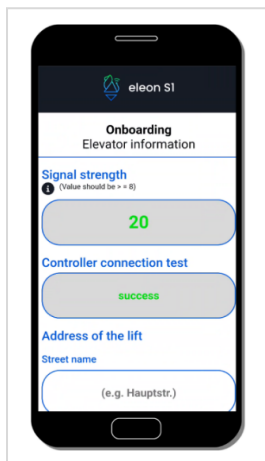 eleon S1
Onboarding
Elevator information
Signal strength
i (Value should be > = 8)
20
Controller connection test
success
Address of the lift
Street name
(e.g. Hauptstr.)